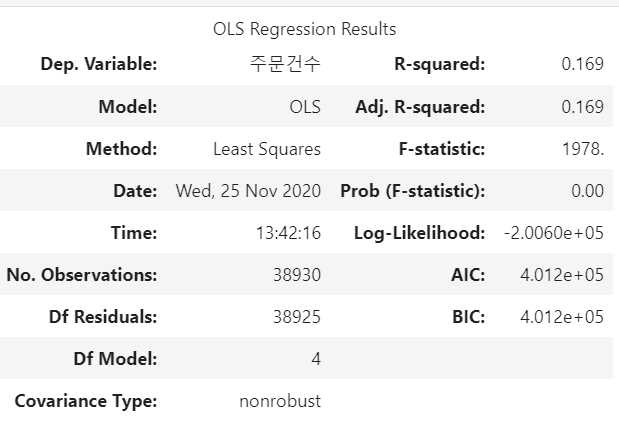 OLS Regression Results
Dep. Variable: 주문건수 R-squared: 0.169
Model: OLS Adj. R-squared: 0.169
Method: Least Squares F-statistic: 1978.
Date: Wed, 25 Nov 2020 Prob (F-statistic): 0.00
Time: 13:42:16 Log-Likelihood: -2.0060e+05
No. Observations: 38930 AIC: 4.012e+05
Df Residuals: 38925 BIC: 4.012e+05
Df Model: 4
Covariance Type: nonrobust